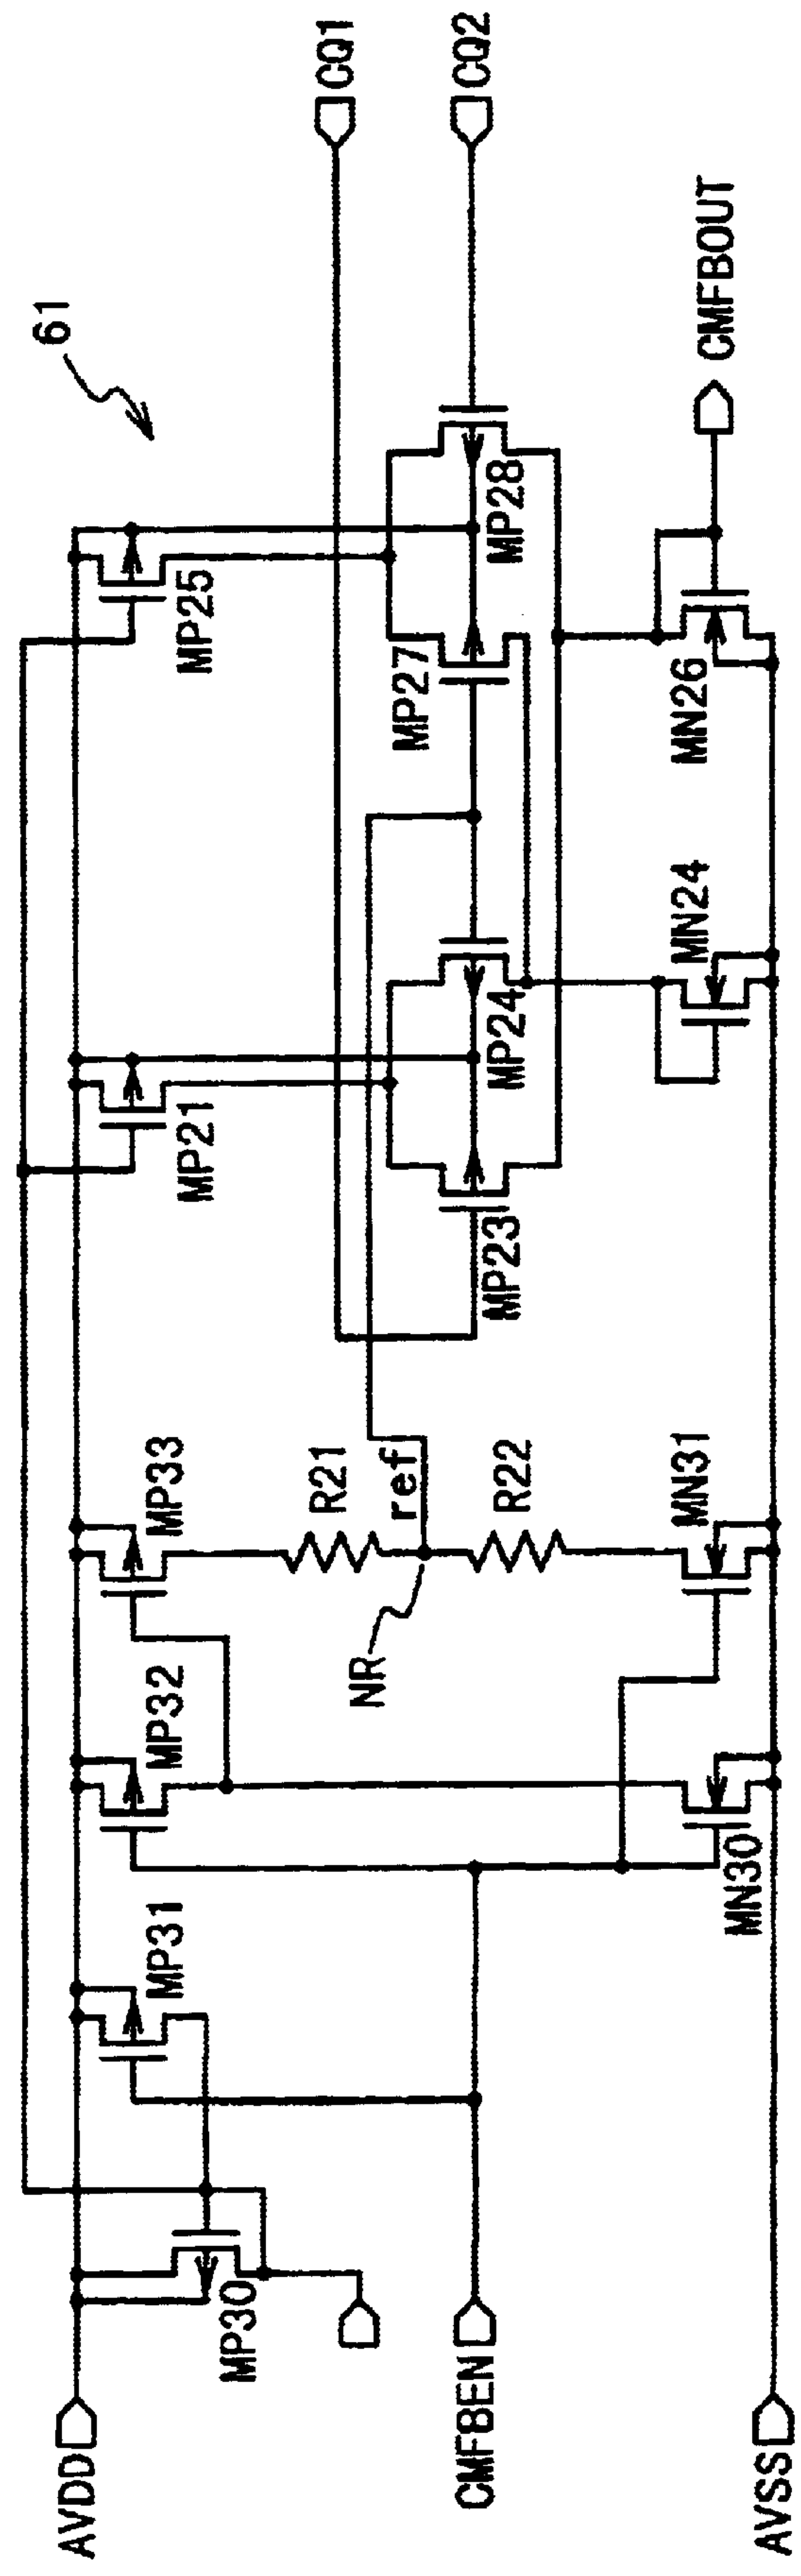 61
CQ1
CQ2
CMFBOUT
MP25
MP27
MP28
MN26
MN24
MP21
MP24
MP23
MP33
R21
ref
R22
MN31
NR
MP32
MN30
MP31
MP30
AVDD
CMFBEN
AVSS